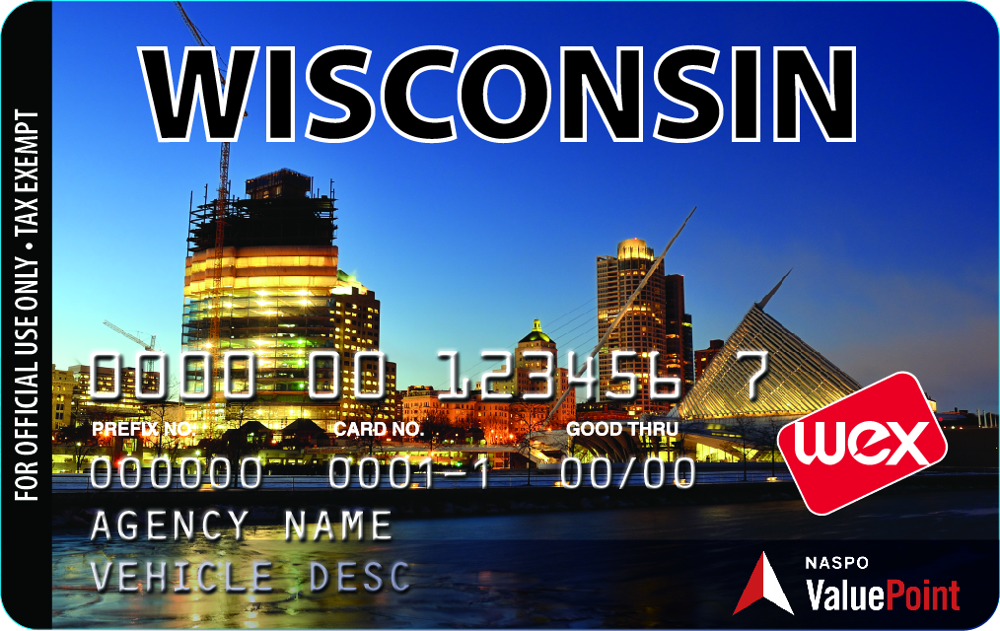 WISCONSIN
FOR OFFICIAL USE ONLY • TAX EXEMPT
0000 00 123456 7
PREFIX NO. CARD NO. GOOD THRU
000000 0001-1 00/00
AGENCY NAME
VEHICLE DESC
wex
NASPO
ValuePoint